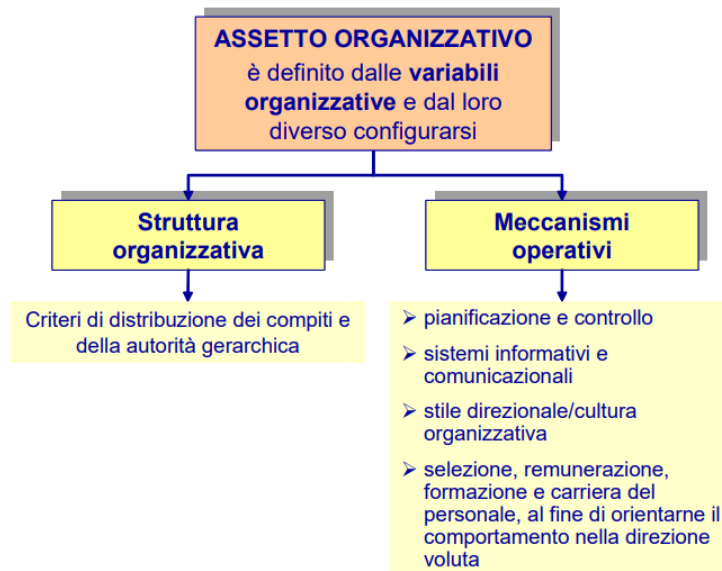 ASSETTO ORGANIZZATIVO
è definito dalle variabili
organizzative e dal loro
diverso configurarsi
Struttura
organizzativa
Criteri di distribuzione dei compiti e
della autorità gerarchica
Meccanismi
operativi
➢ pianificazione e controllo
➢ sistemi informativi e
comunicazionali
➢ stile direzionale/cultura
organizzativa
➢ selezione, remunerazione,
formazione e carriera del
personale, al fine di orientarne il
comportamento nella direzione
voluta